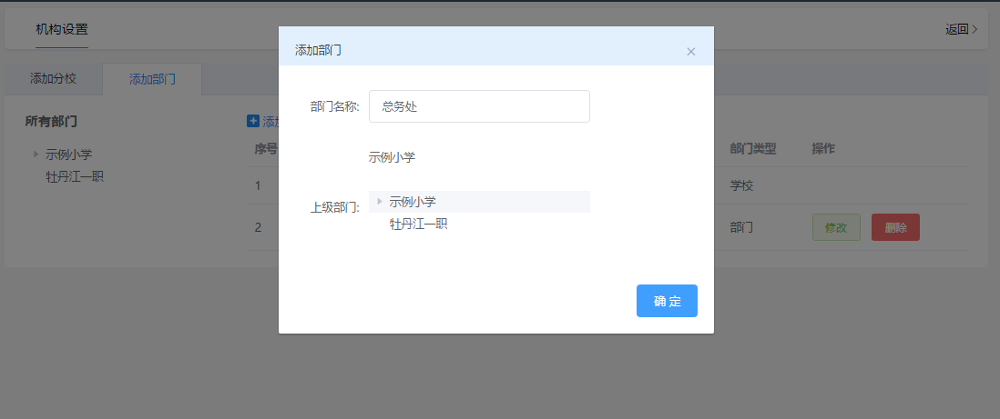 机构设置
返回
添加分校
添加部门
所有部门
示例小学
牡丹江一职
添加
序号
部门类型
操作
1
学校
2
部门
修改
删除
添加部门
部门名称:
总务处
示例小学
上级部门:
示例小学
牡丹江一职
确 定